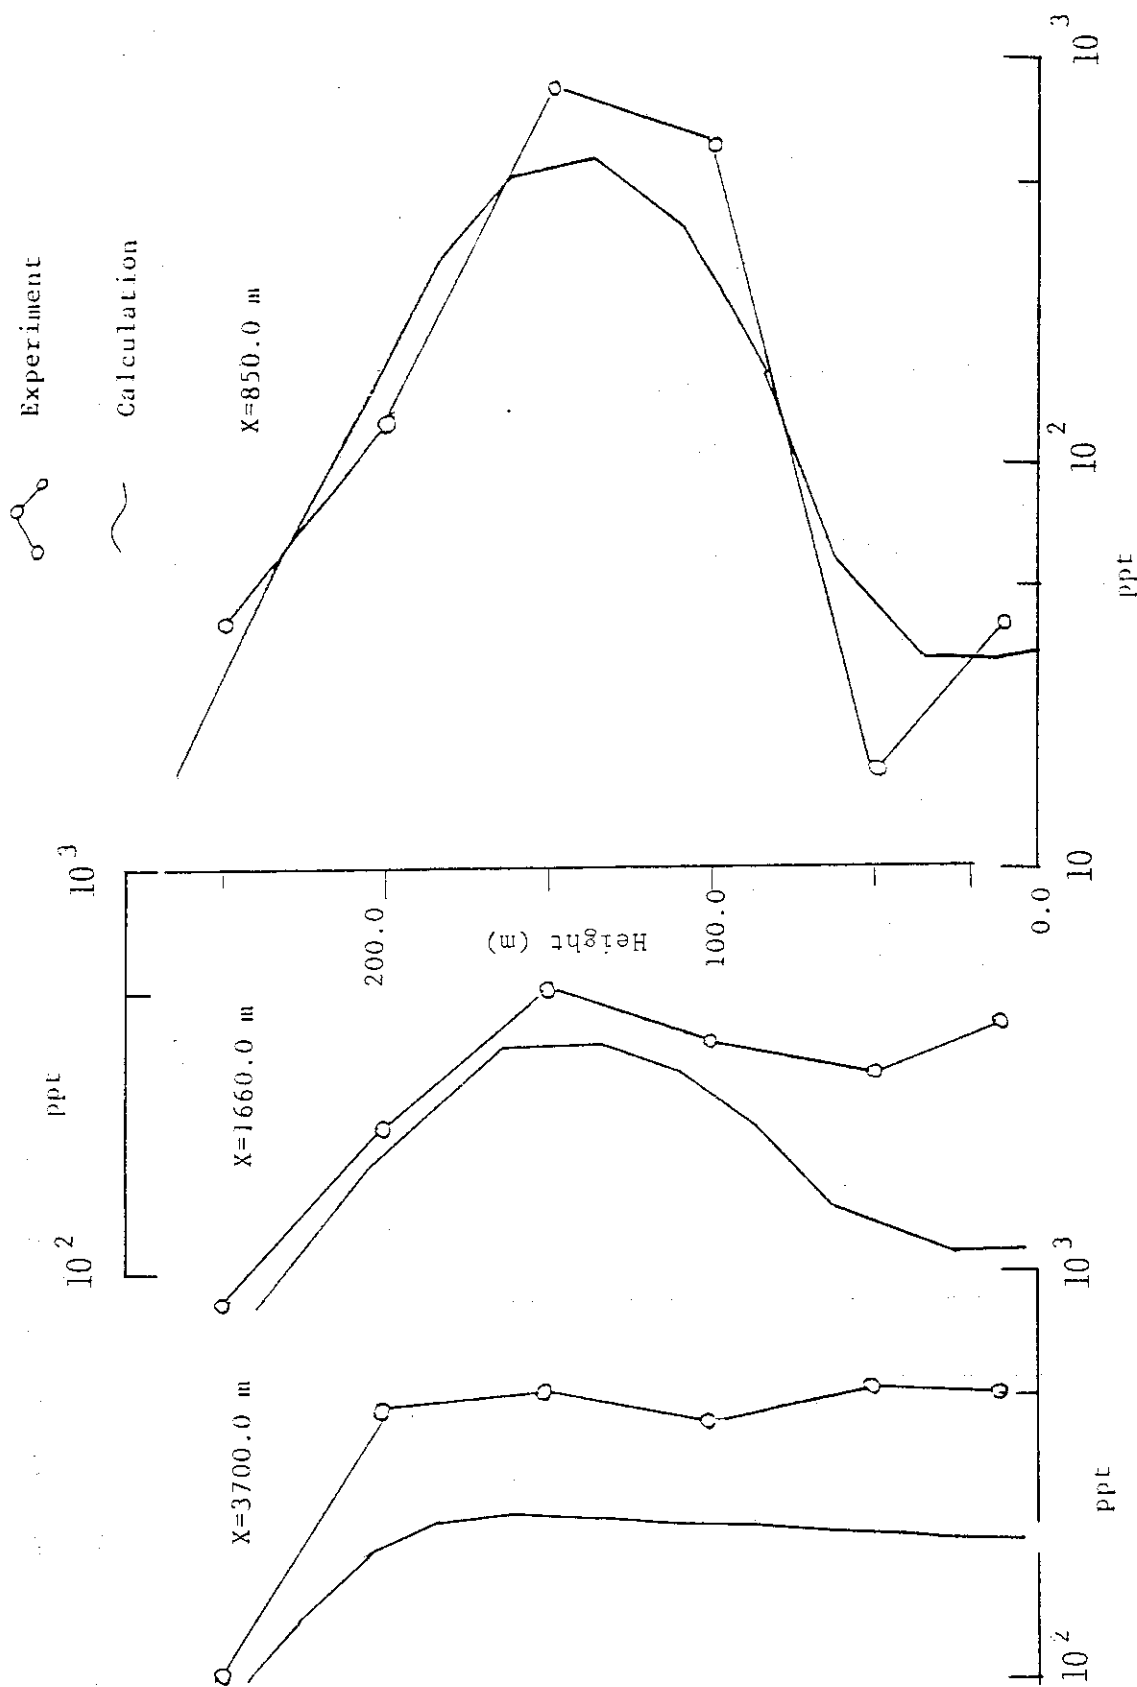 Experiment
Calculation
X=850.0 m
10^3
10^2
10
ppt
10^3
10^2
ppt
X=1660.0 m
200.0
Height (m)
100.0
0.0
X=3700.0 m
10^3
10^2
ppt